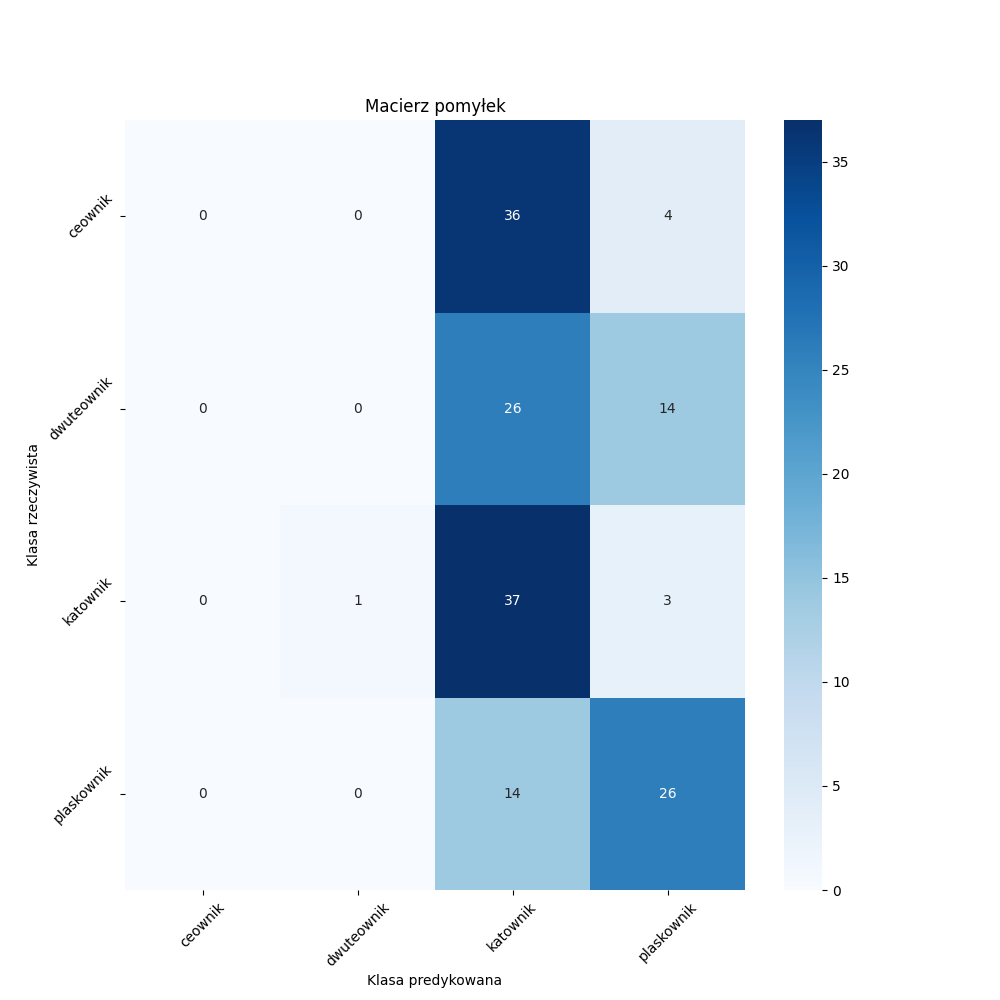 Macierz pomyłek
Klasa rzeczywista
ceownik
0 0 36 4
dwuteownik
0 0 26 14
katownik
0 1 37 3
plaskownik
0 0 14 26
ceownik dwuteownik katownik plaskownik
Klasa predykowana
35
30
25
20
15
10
5
0